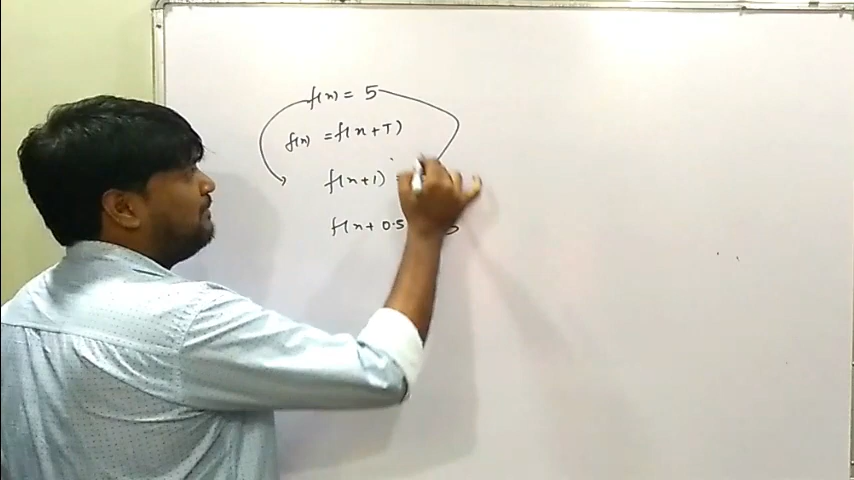 f(x) = 5
f(x) = f(x+T)
f(x+1) =
f(x+0.5